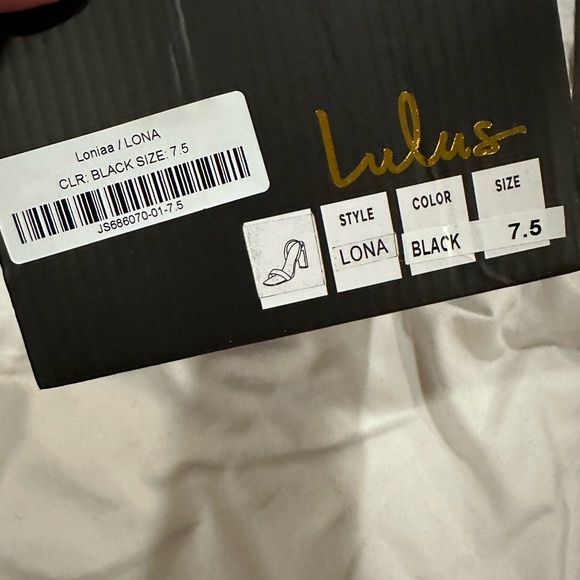 Loniaa / LONA
CLR: BLACK SIZE: 7.5
JS686070-01-7.5
Lulus
STYLE COLOR SIZE
LONA BLACK 7.5